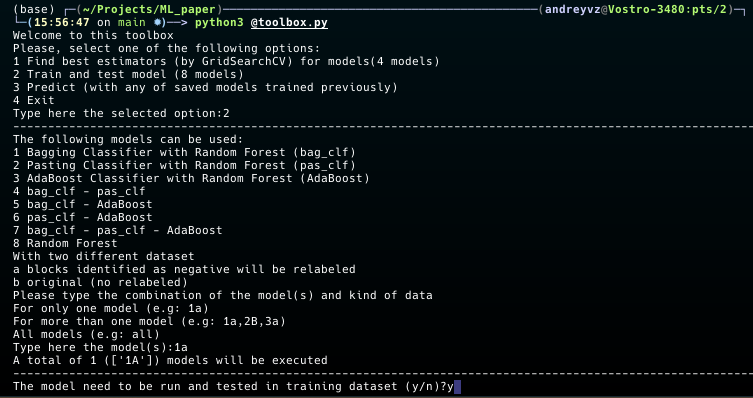 (base) ┌─(~/Projects/ML_paper)────────────────────(andreyvz@Vostro-3480:pts/2)─┐
└─(15:56:47 on main ✹)──> python3 @toolbox.py
Welcome to this toolbox
Please, select one of the following options:
1 Find best estimators (by GridSearchCV) for models(4 models)
2 Train and test model (8 models)
3 Predict (with any of saved models trained previously)
4 Exit
Type here the selected option:2
----------------------------------------------------------------------
The following models can be used:
1 Bagging Classifier with Random Forest (bag_clf)
2 Pasting Classifier with Random Forest (pas_clf)
3 AdaBoost Classifier with Random Forest (AdaBoost)
4 bag_clf - pas_clf
5 bag_clf - AdaBoost
6 pas_clf - AdaBoost
7 bag_clf - pas_clf - AdaBoost
8 Random Forest
With two different dataset
a blocks identified as negative will be relabeled
b original (no relabeled)
Please type the combination of the model(s) and kind of data
For only one model (e.g: 1a)
For more than one model (e.g: 1a,2B,3a)
All models (e.g: all)
Type here the model(s):1a
A total of 1 (['1A']) models will be executed
----------------------------------------------------------------------
The model need to be run and tested in training dataset (y/n)?y